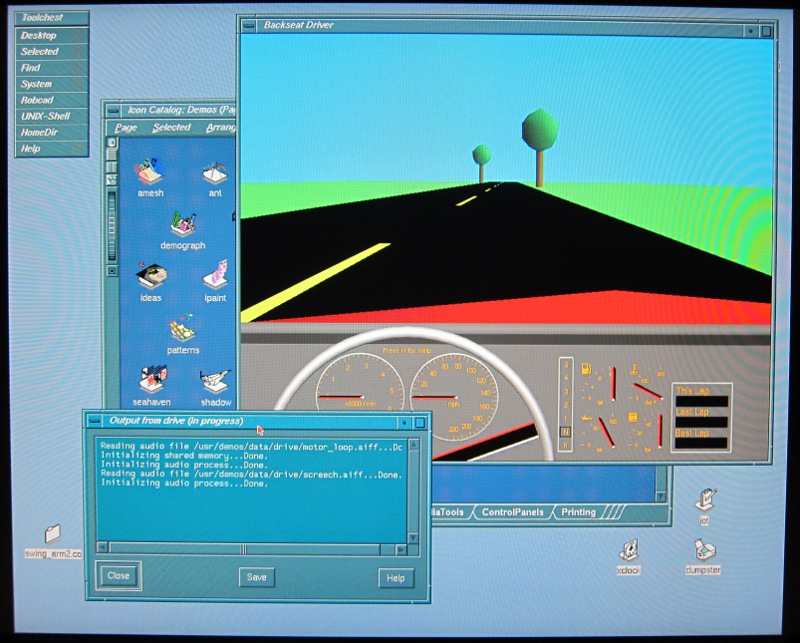 Toolchest
Desktop
Selected
Find
System
Robcad
UNIX-Shell
HomeDir
Help
Backseat Driver
Icon Catalog: Demos (Pa
Page Selected Arrang
amesh ant
demograph
ideas ipaint
patterns
seahaven shadow
Press H for Help
x1000/min
mph
N
R
This Lap
Last Lap
Best Lap
Output from drive (in progress)
Reading audio file /usr/demos/data/drive/motor_loop.aiff...Dc
Initializing shared memory...Done.
Initializing audio process...Done.
Reading audio file /usr/demos/data/drive/screech.aiff...Done.
Initializing audio process...Done.
Close Save Help
diaTools ControlPanels Printing
swing_arm2.co
jot
xclock dumpster